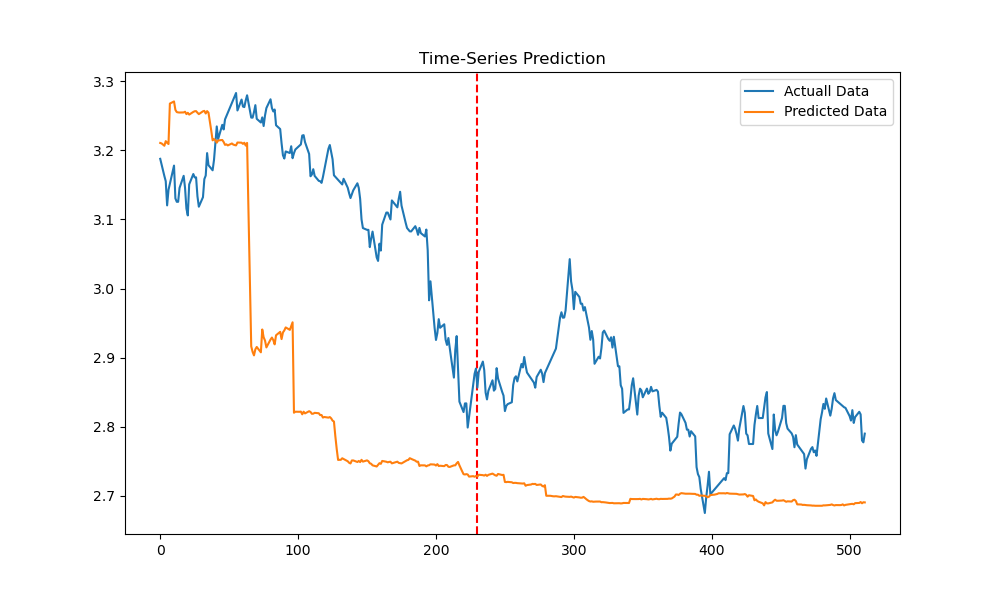 Time-Series Prediction
Actuall Data
Predicted Data
3.3
3.2
3.1
3.0
2.9
2.8
2.7
0 100 200 300 400 500